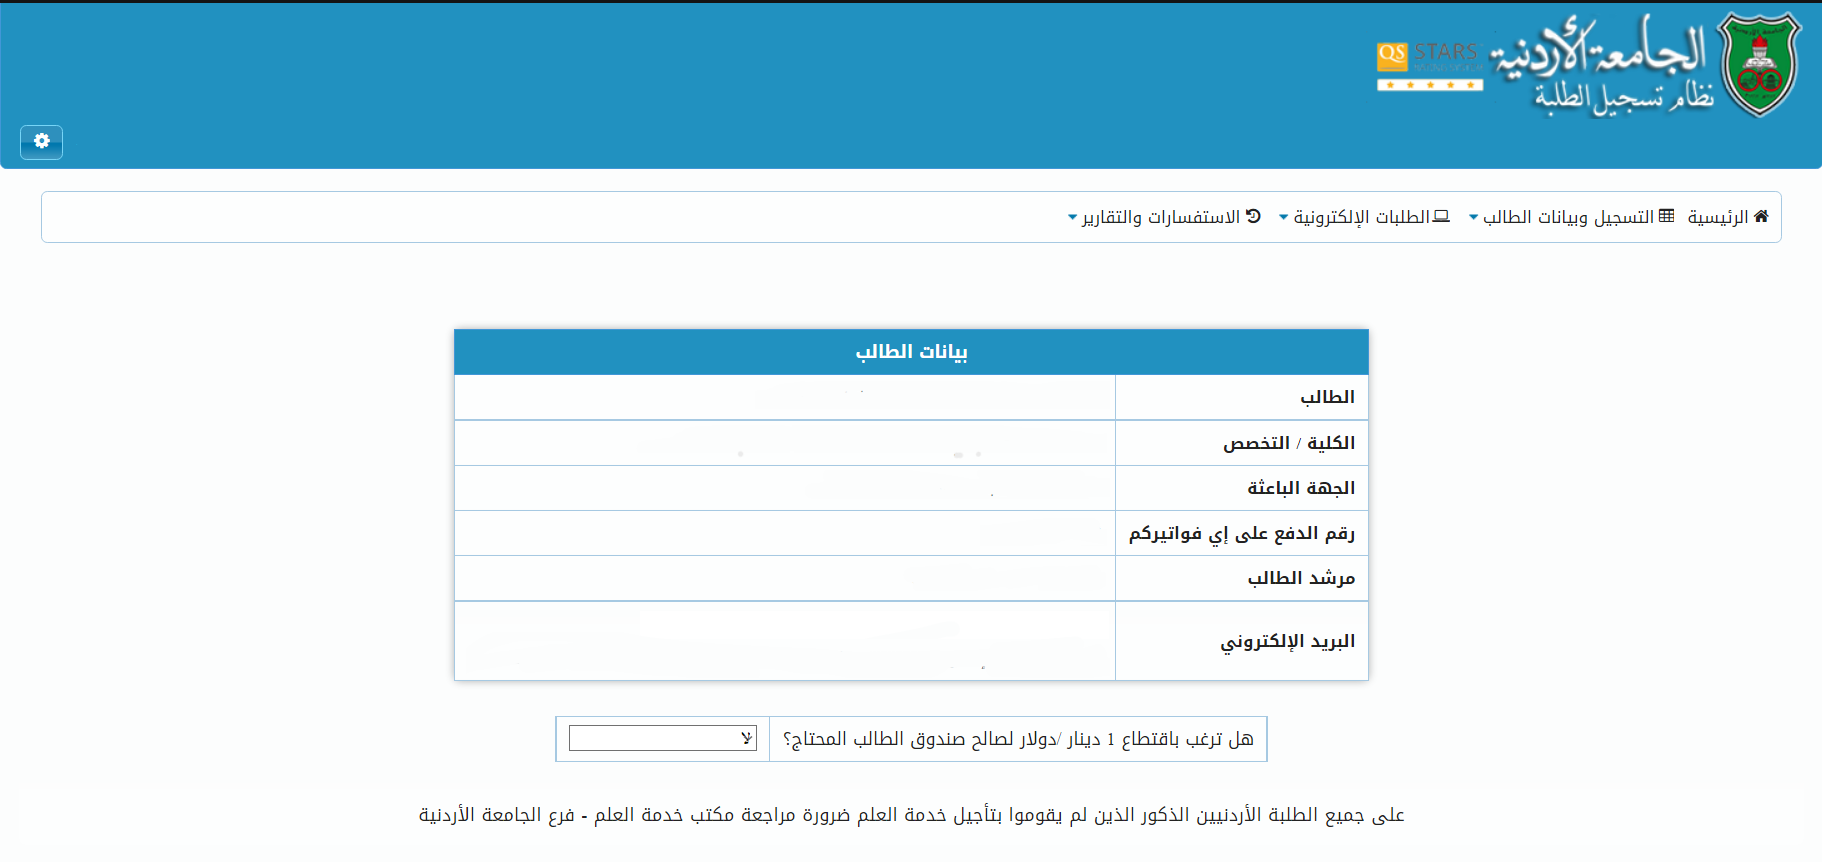 الجامعة الأردنية
نظام تسجيل الطلبة
QS STARS
الرئيسية
التسجيل وبيانات الطالب
الطلبات الإلكترونية
الاستفسارات والتقارير
بيانات الطالب
الطالب
الكلية / التخصص
الجهة الباعثة
رقم الدفع على إي فواتيركم
مرشد الطالب
البريد الإلكتروني
هل ترغب باقتطاع 1 دينار /دولار لصالح صندوق الطالب المحتاج؟
لا
على جميع الطلبة الأردنيين الذكور الذين لم يقوموا بتأجيل خدمة العلم ضرورة مراجعة مكتب خدمة العلم - فرع الجامعة الأردنية